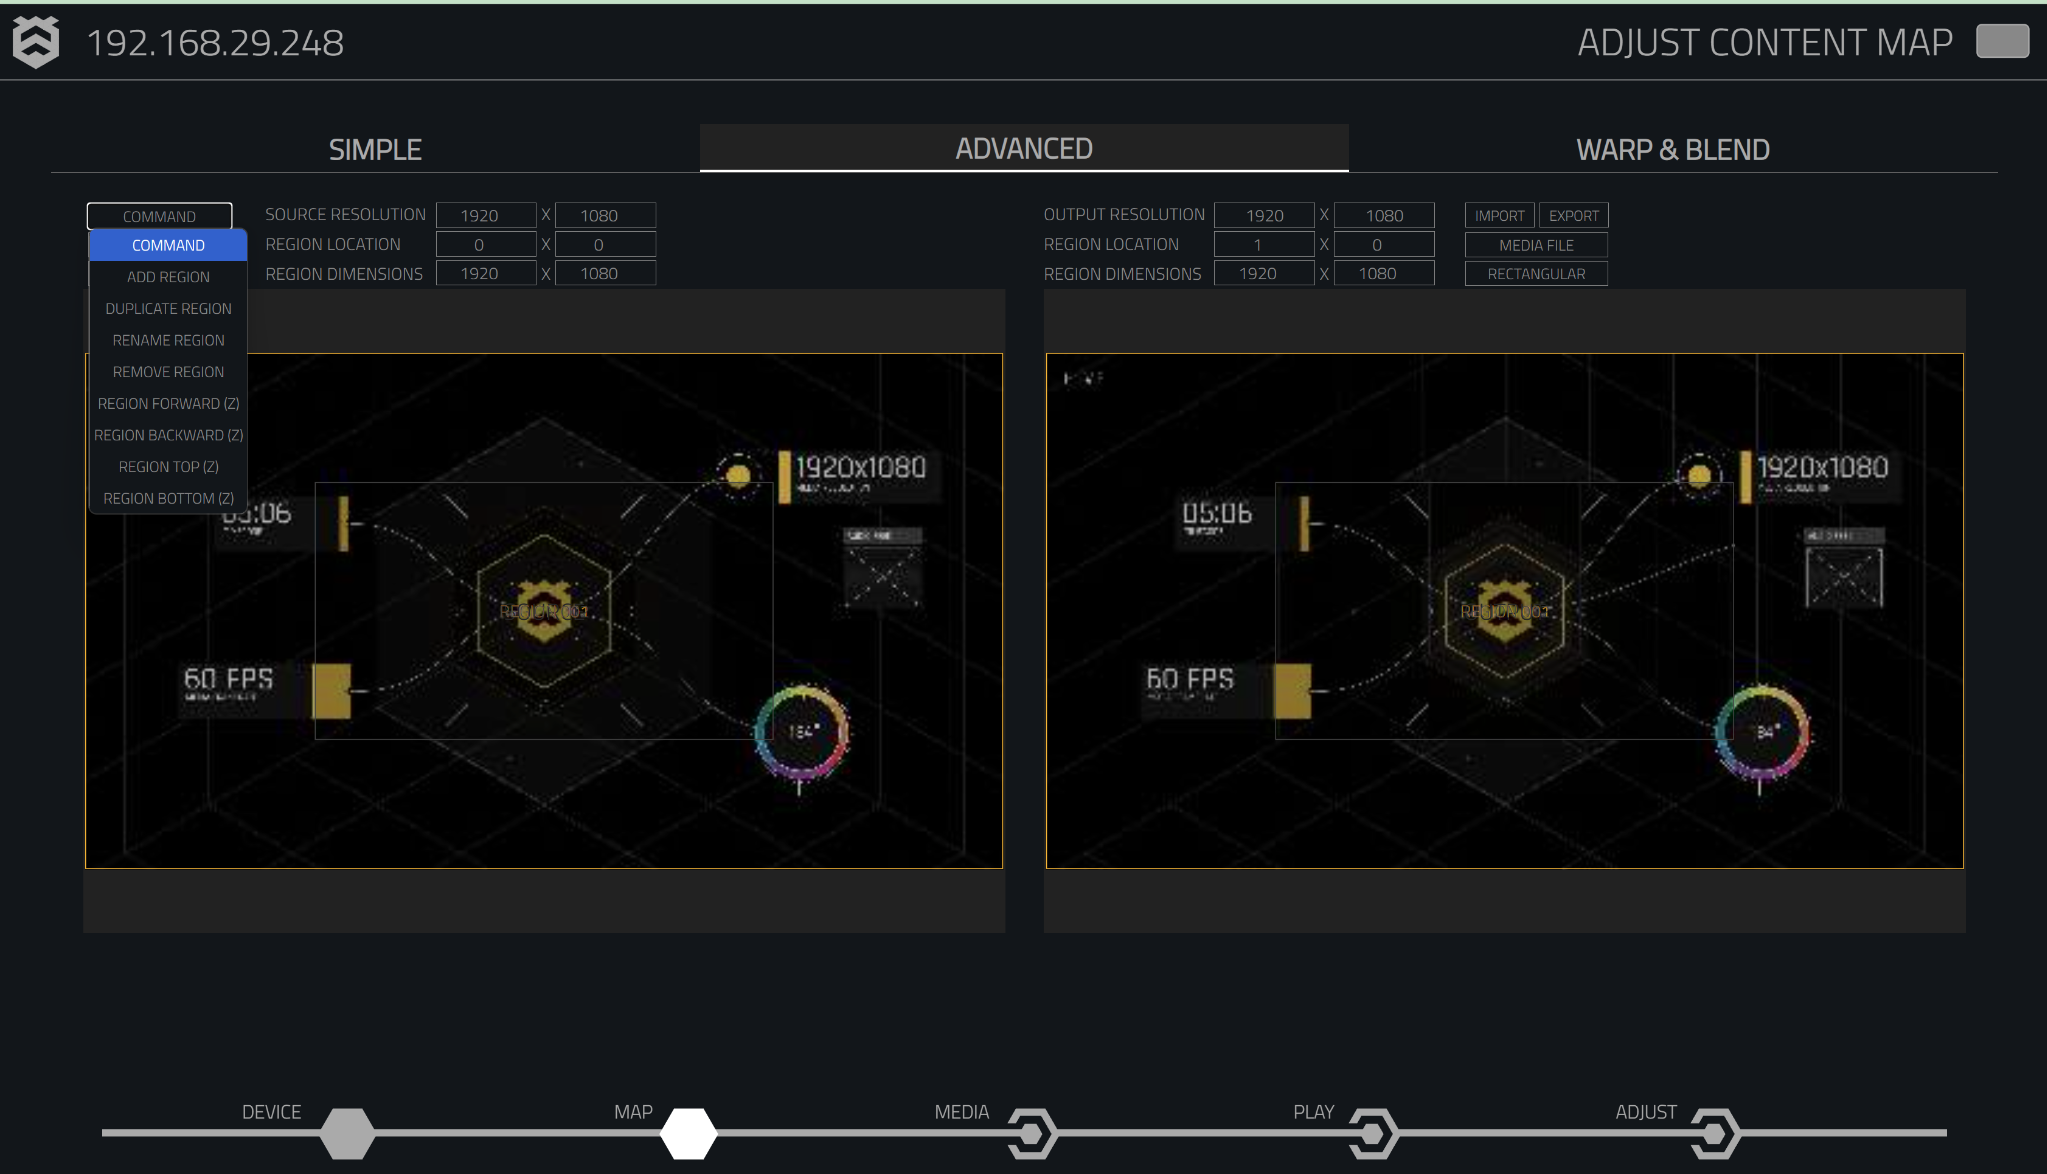 192.168.29.248
ADJUST CONTENT MAP
SIMPLE
ADVANCED
WARP & BLEND
COMMAND
COMMAND
ADD REGION
DUPLICATE REGION
RENAME REGION
REMOVE REGION
REGION FORWARD (Z)
REGION BACKWARD (Z)
REGION TOP (Z)
REGION BOTTOM (Z)
SOURCE RESOLUTION 1920 X 1080
REGION LOCATION 0 X 0
REGION DIMENSIONS 1920 X 1080
OUTPUT RESOLUTION 1920 X 1080
REGION LOCATION 1 X 0
REGION DIMENSIONS 1920 X 1080
IMPORT EXPORT
MEDIA FILE
RECTANGULAR
1920x1080
05:06
REGION 001
60 FPS
184°
1920x1080
05:06
REGION 001
60 FPS
DEVICE
MAP
MEDIA
PLAY
ADJUST